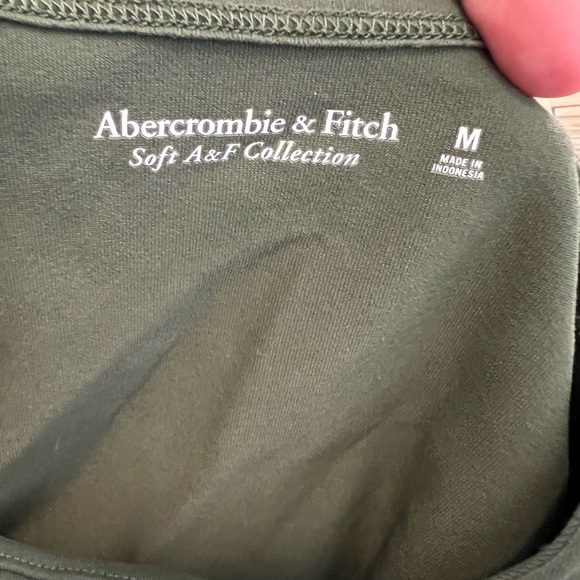 Abercrombie & Fitch
Soft A&F Collection
M
MADE IN
INDONESIA